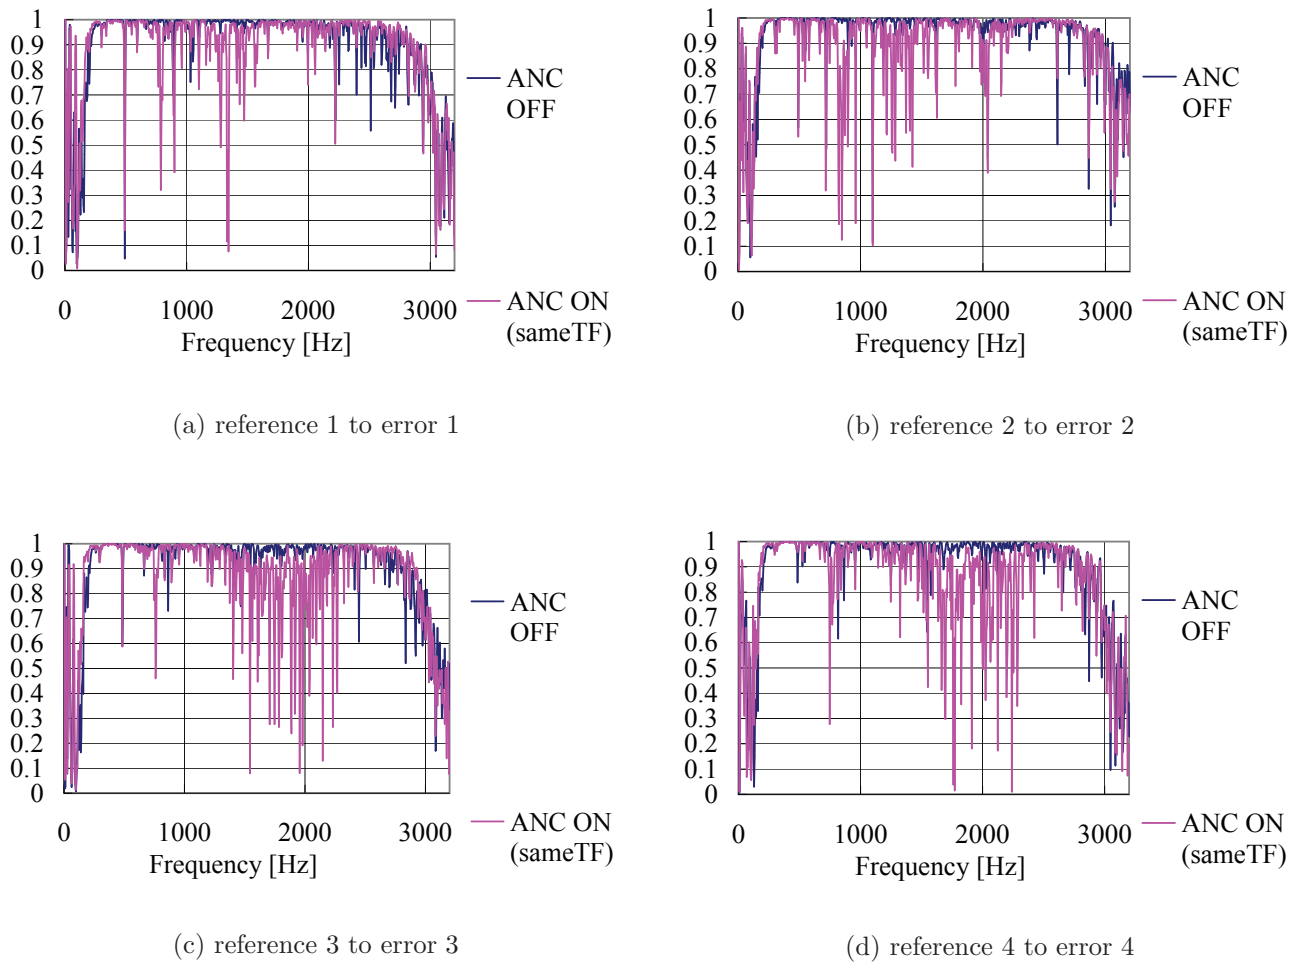 1
0.9
0.8
0.7
0.6
0.5
0.4
0.3
0.2
0.1
0
0 1000 2000 3000
Frequency [Hz]
ANC
OFF
ANC ON
(sameTF)
(a) reference 1 to error 1
1
0.9
0.8
0.7
0.6
0.5
0.4
0.3
0.2
0.1
0
0 1000 2000 3000
Frequency [Hz]
ANC
OFF
ANC ON
(sameTF)
(b) reference 2 to error 2
1
0.9
0.8
0.7
0.6
0.5
0.4
0.3
0.2
0.1
0
0 1000 2000 3000
Frequency [Hz]
ANC
OFF
ANC ON
(sameTF)
(c) reference 3 to error 3
1
0.9
0.8
0.7
0.6
0.5
0.4
0.3
0.2
0.1
0
0 1000 2000 3000
Frequency [Hz]
ANC
OFF
ANC ON
(sameTF)
(d) reference 4 to error 4